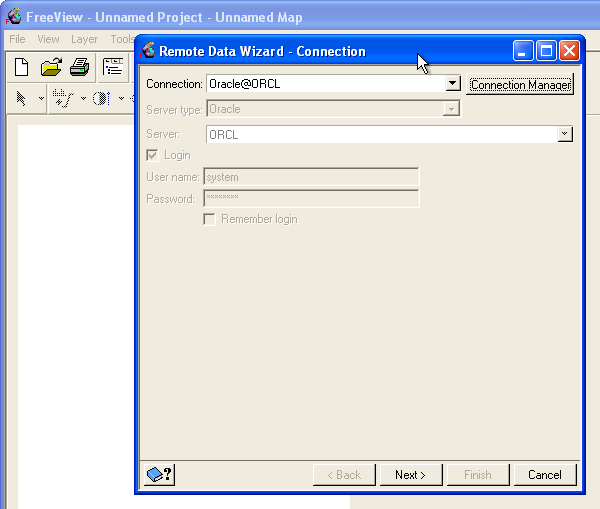 FreeView - Unnamed Project - Unnamed Map
File View Layer Tools
Remote Data Wizard - Connection
Connection: Oracle@ORCL Connection Manager
Server type: Oracle
Server: ORCL
Login
User name: system
Password: ********
Remember login
? < Back Next > Finish Cancel